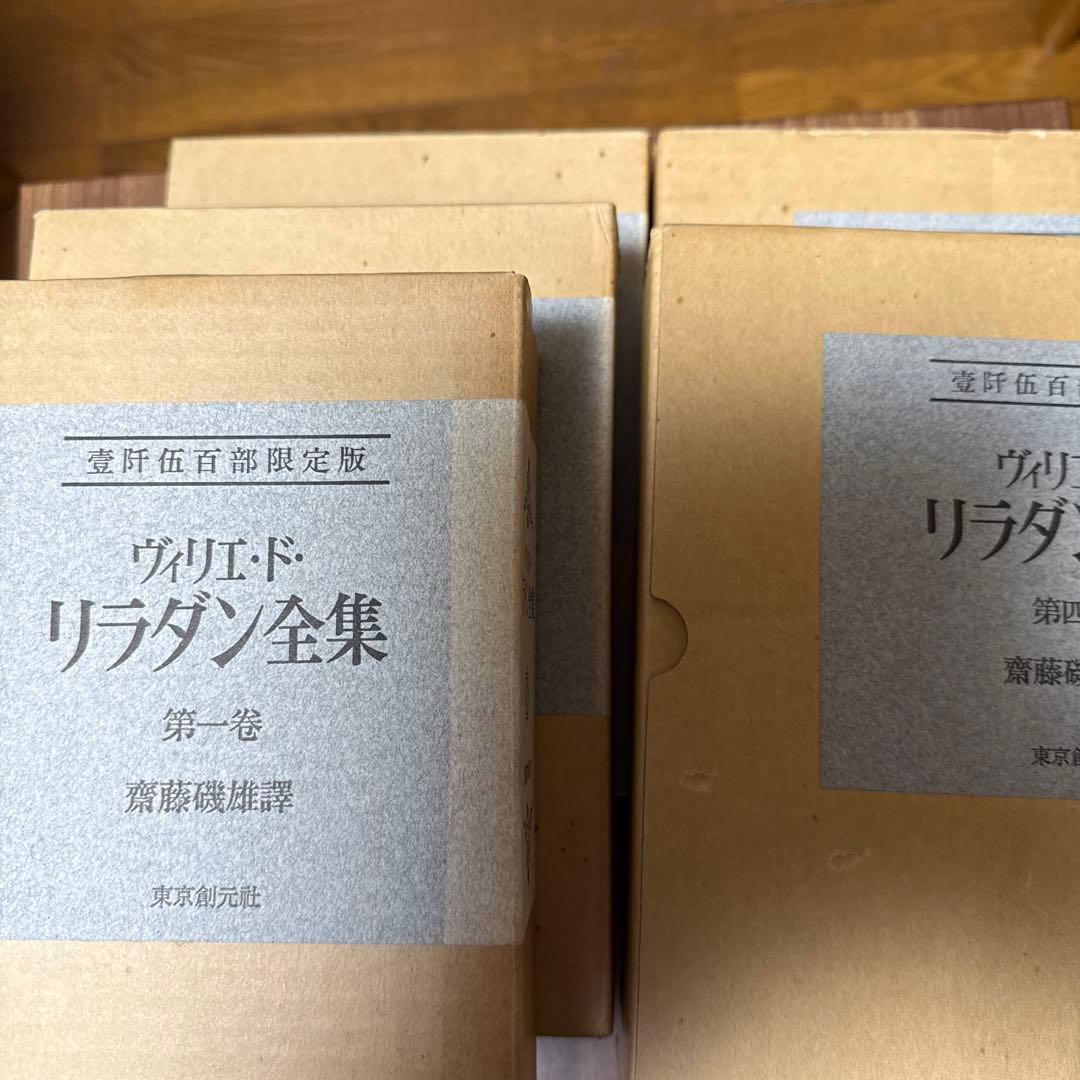 壹阡伍百部限定版
ヴィリエ・ド・
リラダン全集
第一巻
齋藤磯雄譯
東京創元社
壹阡伍百
ヴィリエ
リラダン
第四
齋藤磯
東京創